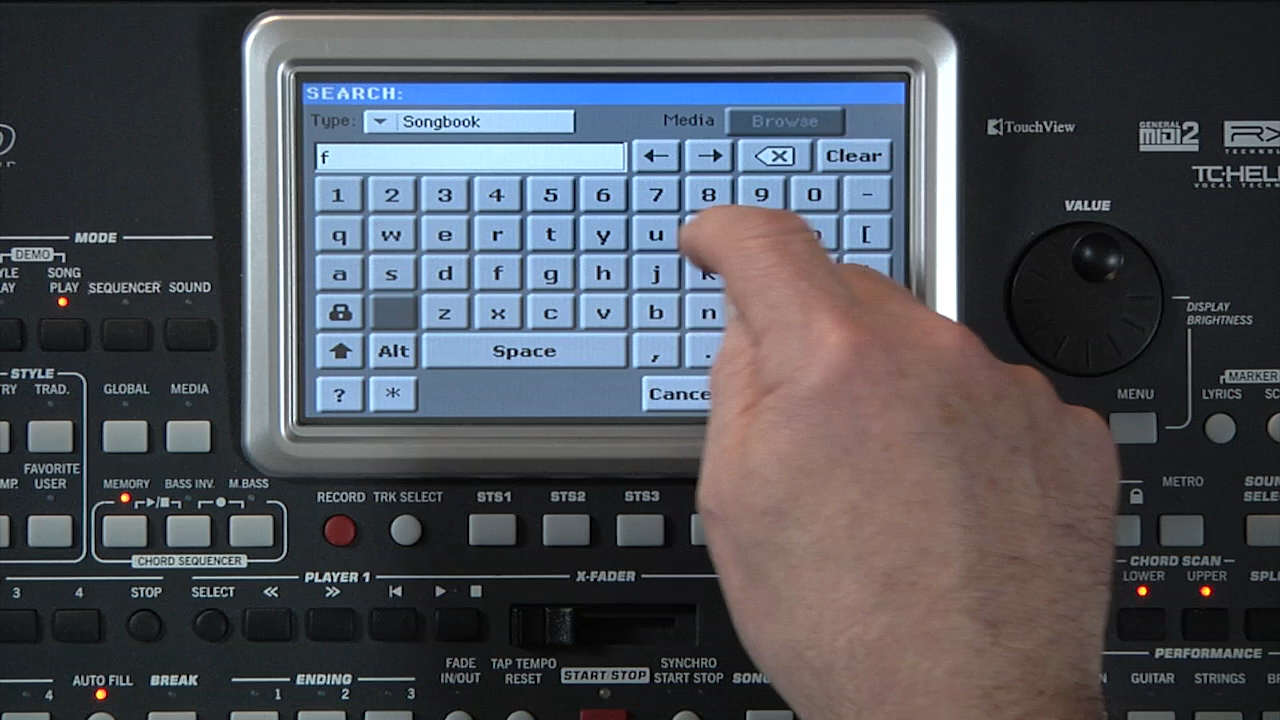 SEARCH:
Type: Songbook Media Browse
f ← → Clear
1 2 3 4 5 6 7 8 9 0 -
q w e r t y u [
a s d f g h j k
z x c v b n
Alt Space , .
? *
TouchView
GENERAL
MIDI 2
VALUE
DISPLAY
BRIGHTNESS
MENU
MARKER
LYRICS
METRO
CHORD SCAN
LOWER UPPER
PERFORMANCE
GUITAR STRINGS
MODE
DEMO
SONG
PLAY SEQUENCER SOUND
STYLE
TRAD. GLOBAL MEDIA
FAVORITE
USER
MEMORY BASS INV. M.BASS
CHORD SEQUENCER
RECORD TRK SELECT STS1 STS2 STS3
PLAYER 1 X-FADER
3 4 STOP SELECT << >>
FADE
IN/OUT
TAP TEMPO
RESET
START STOP
SYNCHRO
START STOP
AUTO FILL BREAK ENDING
4 1 2 3